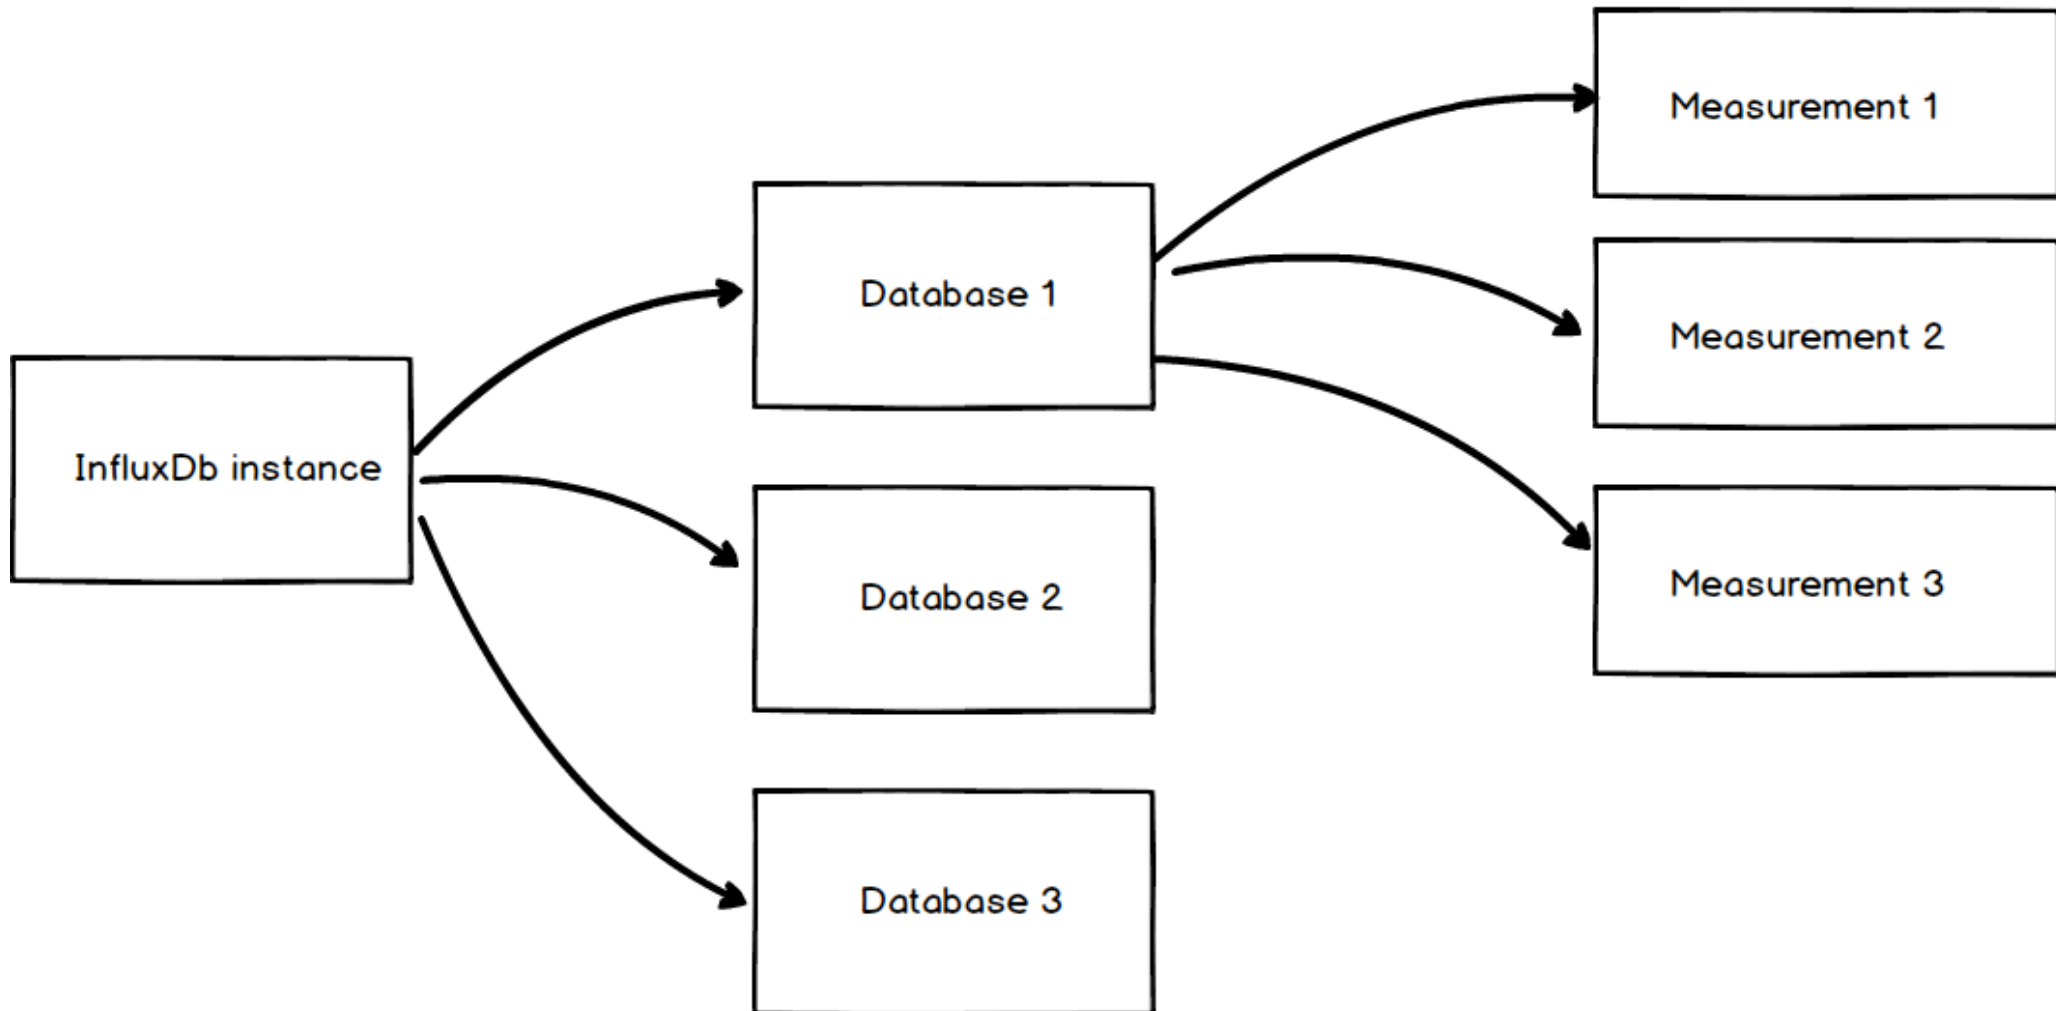 InfluxDb instance
Database 1
Database 2
Database 3
Measurement 1
Measurement 2
Measurement 3